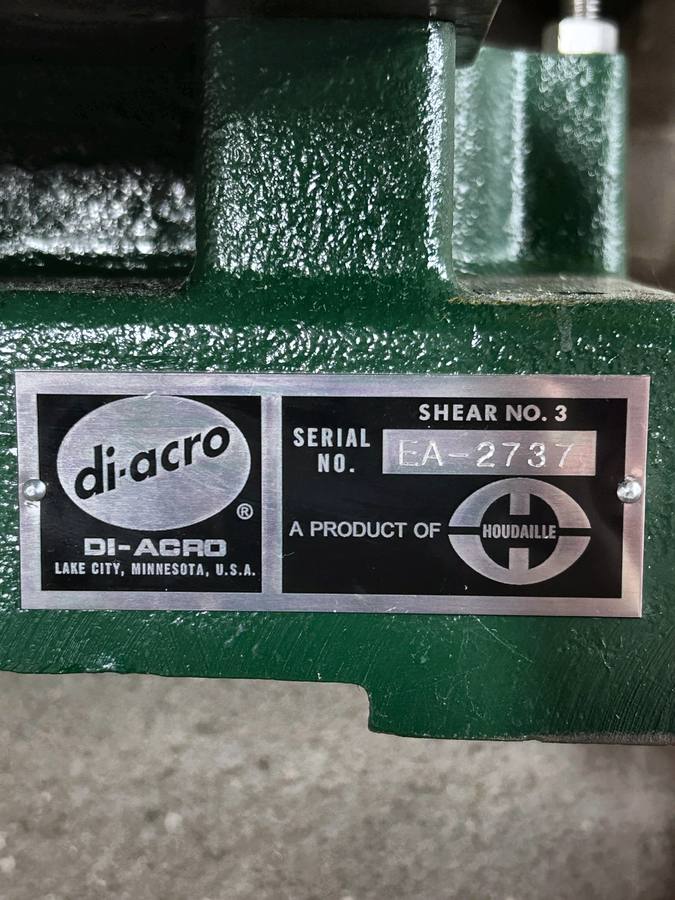 di-acro
®
DI-ACRO
LAKE CITY, MINNESOTA, U.S.A.
SHEAR NO. 3
SERIAL NO.
EA-2737
A PRODUCT OF
HOUDAILLE